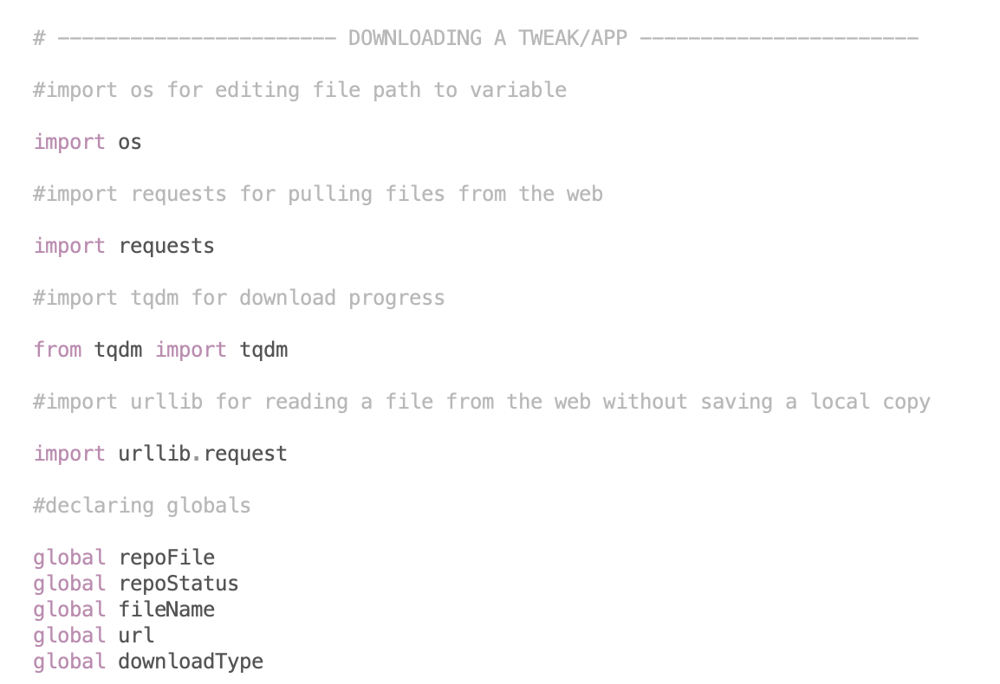 # ----------------------- DOWNLOADING A TWEAK/APP -----------------------
#import os for editing file path to variable
import os
#import requests for pulling files from the web
import requests
#import tqdm for download progress
from tqdm import tqdm
#import urllib for reading a file from the web without saving a local copy
import urllib.request
#declaring globals
global repoFile
global repoStatus
global fileName
global url
global downloadType